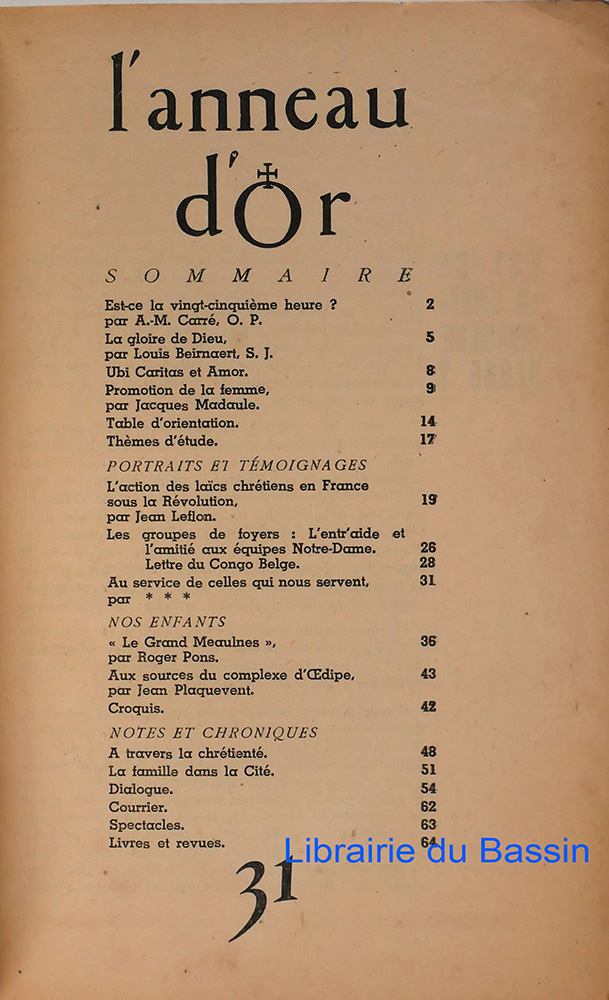 l'anneau
d'Or
SOMMAIRE
Est-ce la vingt-cinquième heure ? 2
par A.-M. Carré, O. P.
La gloire de Dieu, 5
par Louis Beirnaert, S. J.
Ubi Caritas et Amor. 8
Promotion de la femme, 9
par Jacques Madaule.
Table d'orientation. 14
Thèmes d'étude. 17
PORTRAITS ET TÉMOIGNAGES
L'action des laïcs chrétiens en France
sous la Révolution, 19
par Jean Leflon.
Les groupes de foyers : L'entr'aide et
l'amitié aux équipes Notre-Dame. 26
Lettre du Congo Belge. 28
Au service de celles qui nous servent, 31
par * * *
NOS ENFANTS
« Le Grand Meaulnes », 36
par Roger Pons.
Aux sources du complexe d'Œdipe, 43
par Jean Plaquevent.
Croquis. 42
NOTES ET CHRONIQUES
A travers la chrétienté. 48
La famille dans la Cité. 51
Dialogue. 54
Courrier. 62
Spectacles. 63
Livres et revues. 64
Librairie du Bassin
31